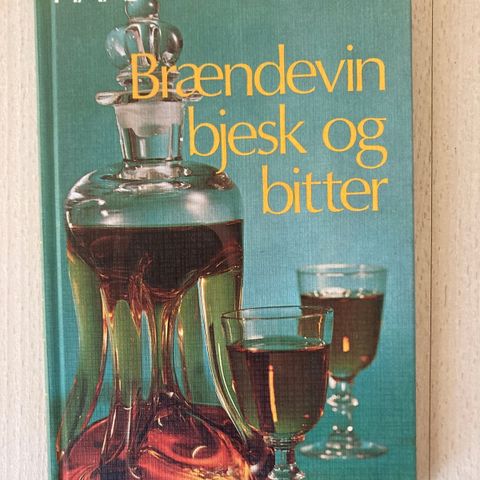 Brændevin
bjesk og
bitter